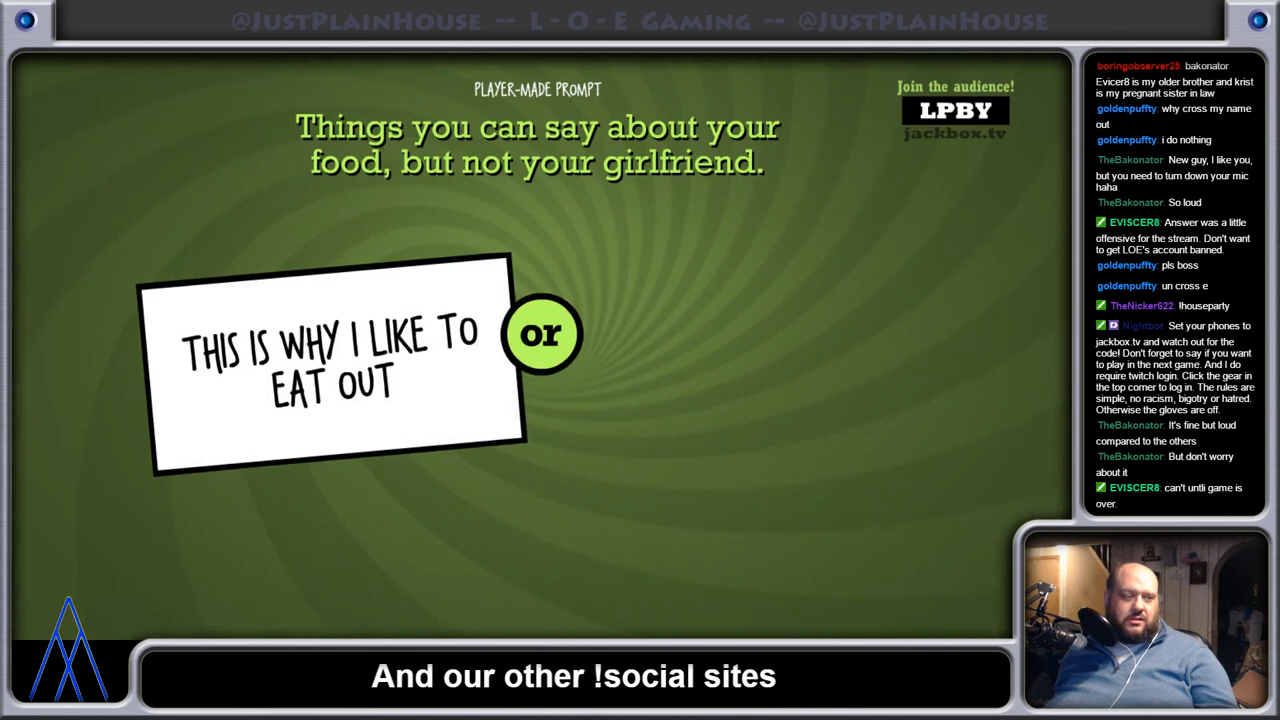 @JustPlainHouse -- L - O - E Gaming -- @JustPlainHouse
PLAYER-MADE PROMPT
Things you can say about your
food, but not your girlfriend.
Join the audience!
LPBY
jackbox.tv
THIS IS WHY I LIKE TO
EAT OUT
or
boringobserver25 bakonator
Evicer8 is my older brother and krist
is my pregnant sister in law
goldenpuffty: why cross my name
out
goldenpuffty: i do nothing
TheBakonator: New guy, I like you,
but you need to turn down your mic
haha
TheBakonator: So loud
EVISCER8: Answer was a little
offensive for the stream. Don't want
to get LOE's account banned.
goldenpuffty: pls boss
goldenpuffty: un cross e
TheNicker622: !houseparty
Nightbot: Set your phones to
jackbox.tv and watch out for the
code! Don't forget to say if you want
to play in the next game. And I do
require twitch login. Click the gear in
the top corner to log in. The rules are
simple, no racism, bigotry or hatred.
Otherwise the gloves are off.
TheBakonator: It's fine but loud
compared to the others
TheBakonator: But don't worry
about it
EVISCER8: can't untli game is
over.
And our other !social sites